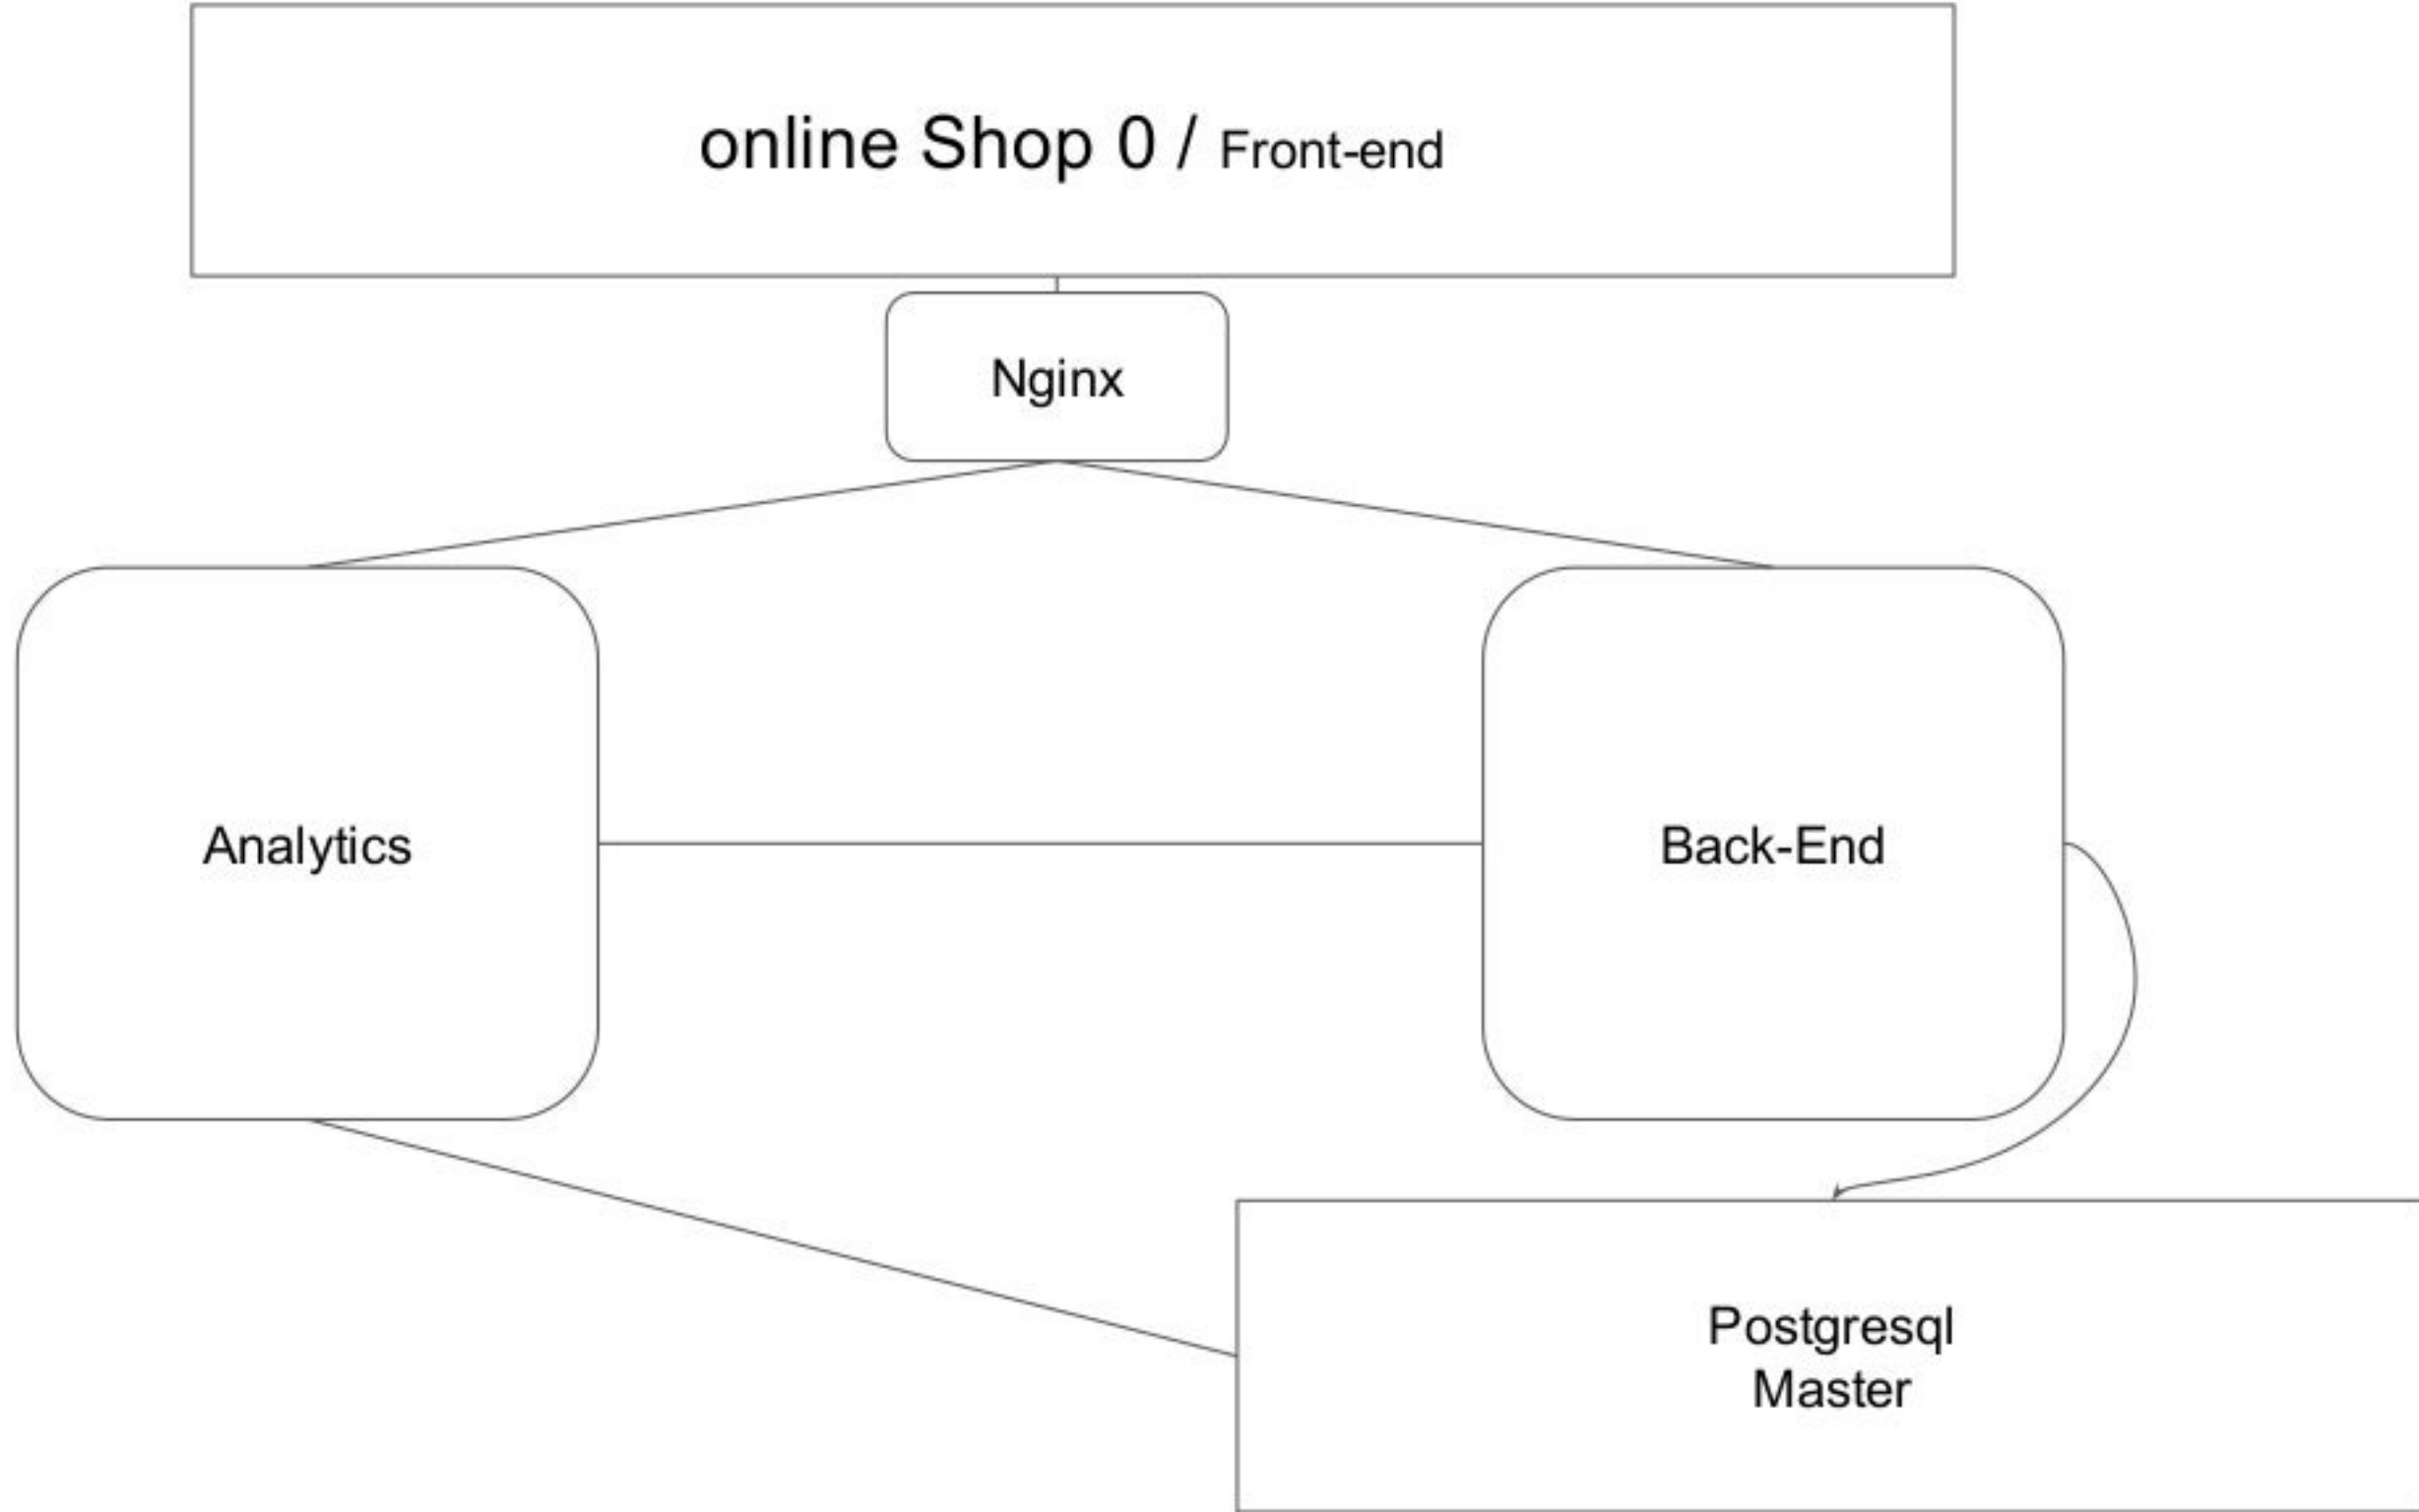 online Shop 0 / Front-end
Nginx
Analytics
Back-End
Postgresql
Master